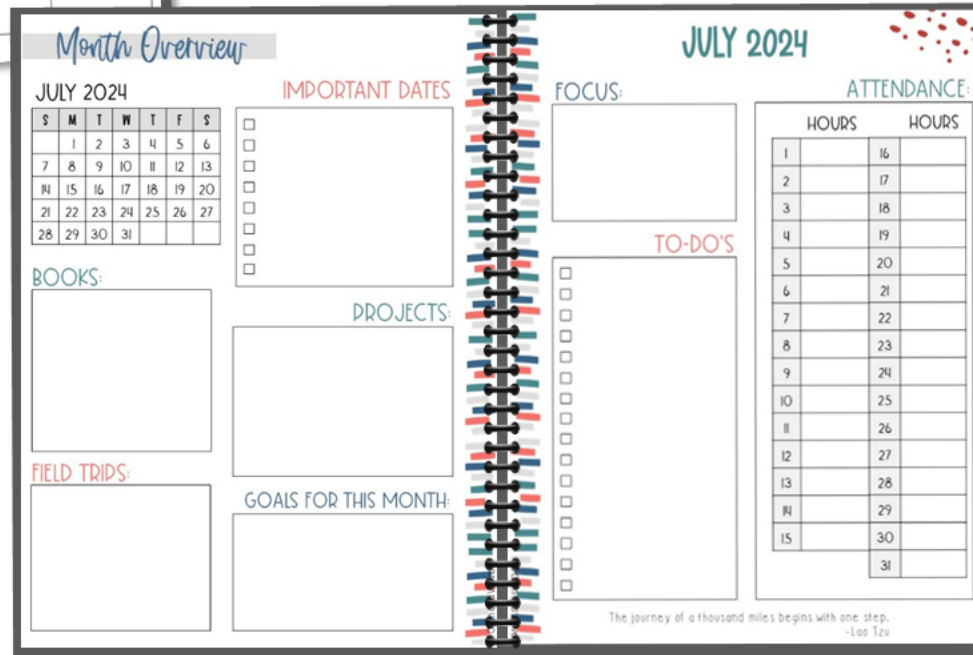 Month Overview
JULY 2024
S M T W T F S
1 2 3 4 5 6
7 8 9 10 11 12 13
14 15 16 17 18 19 20
21 22 23 24 25 26 27
28 29 30 31
IMPORTANT DATES
BOOKS:
PROJECTS:
FIELD TRIPS:
GOALS FOR THIS MONTH:
JULY 2024
FOCUS:
TO-DO'S
ATTENDANCE:
HOURS HOURS
1 16
2 17
3 18
4 19
5 20
6 21
7 22
8 23
9 24
10 25
11 26
12 27
13 28
14 29
15 30
31
The journey of a thousand miles begins with one step.
-Lao Tzu